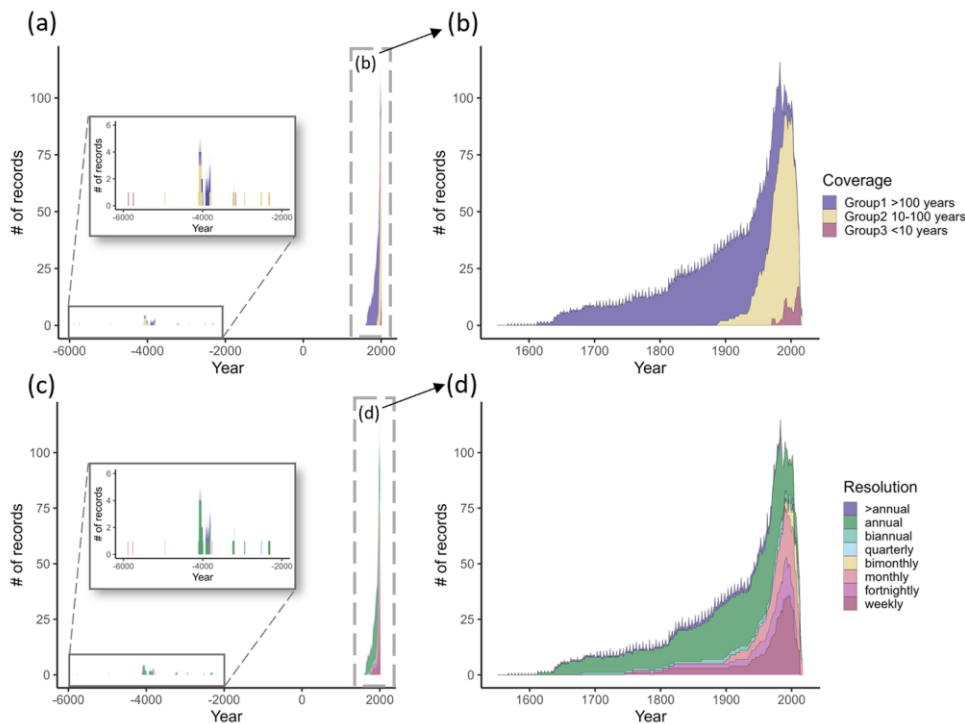 (a)
(b)
# of records
100
75
50
25
0
(b)
# of records
6
4
2
0
-6000 -4000 -2000
Year
-6000 -4000 -2000 0 2000
Year
# of records
100
75
50
25
0
1600 1700 1800 1900 2000
Year
Coverage
Group1 >100 years
Group2 10-100 years
Group3 <10 years
(c)
(d)
# of records
100
75
50
25
0
(d)
# of records
6
4
2
0
-6000 -4000 -2000
Year
-6000 -4000 -2000 0 2000
Year
# of records
100
75
50
25
0
1600 1700 1800 1900 2000
Year
Resolution
>annual
annual
biannual
quarterly
bimonthly
monthly
fortnightly
weekly